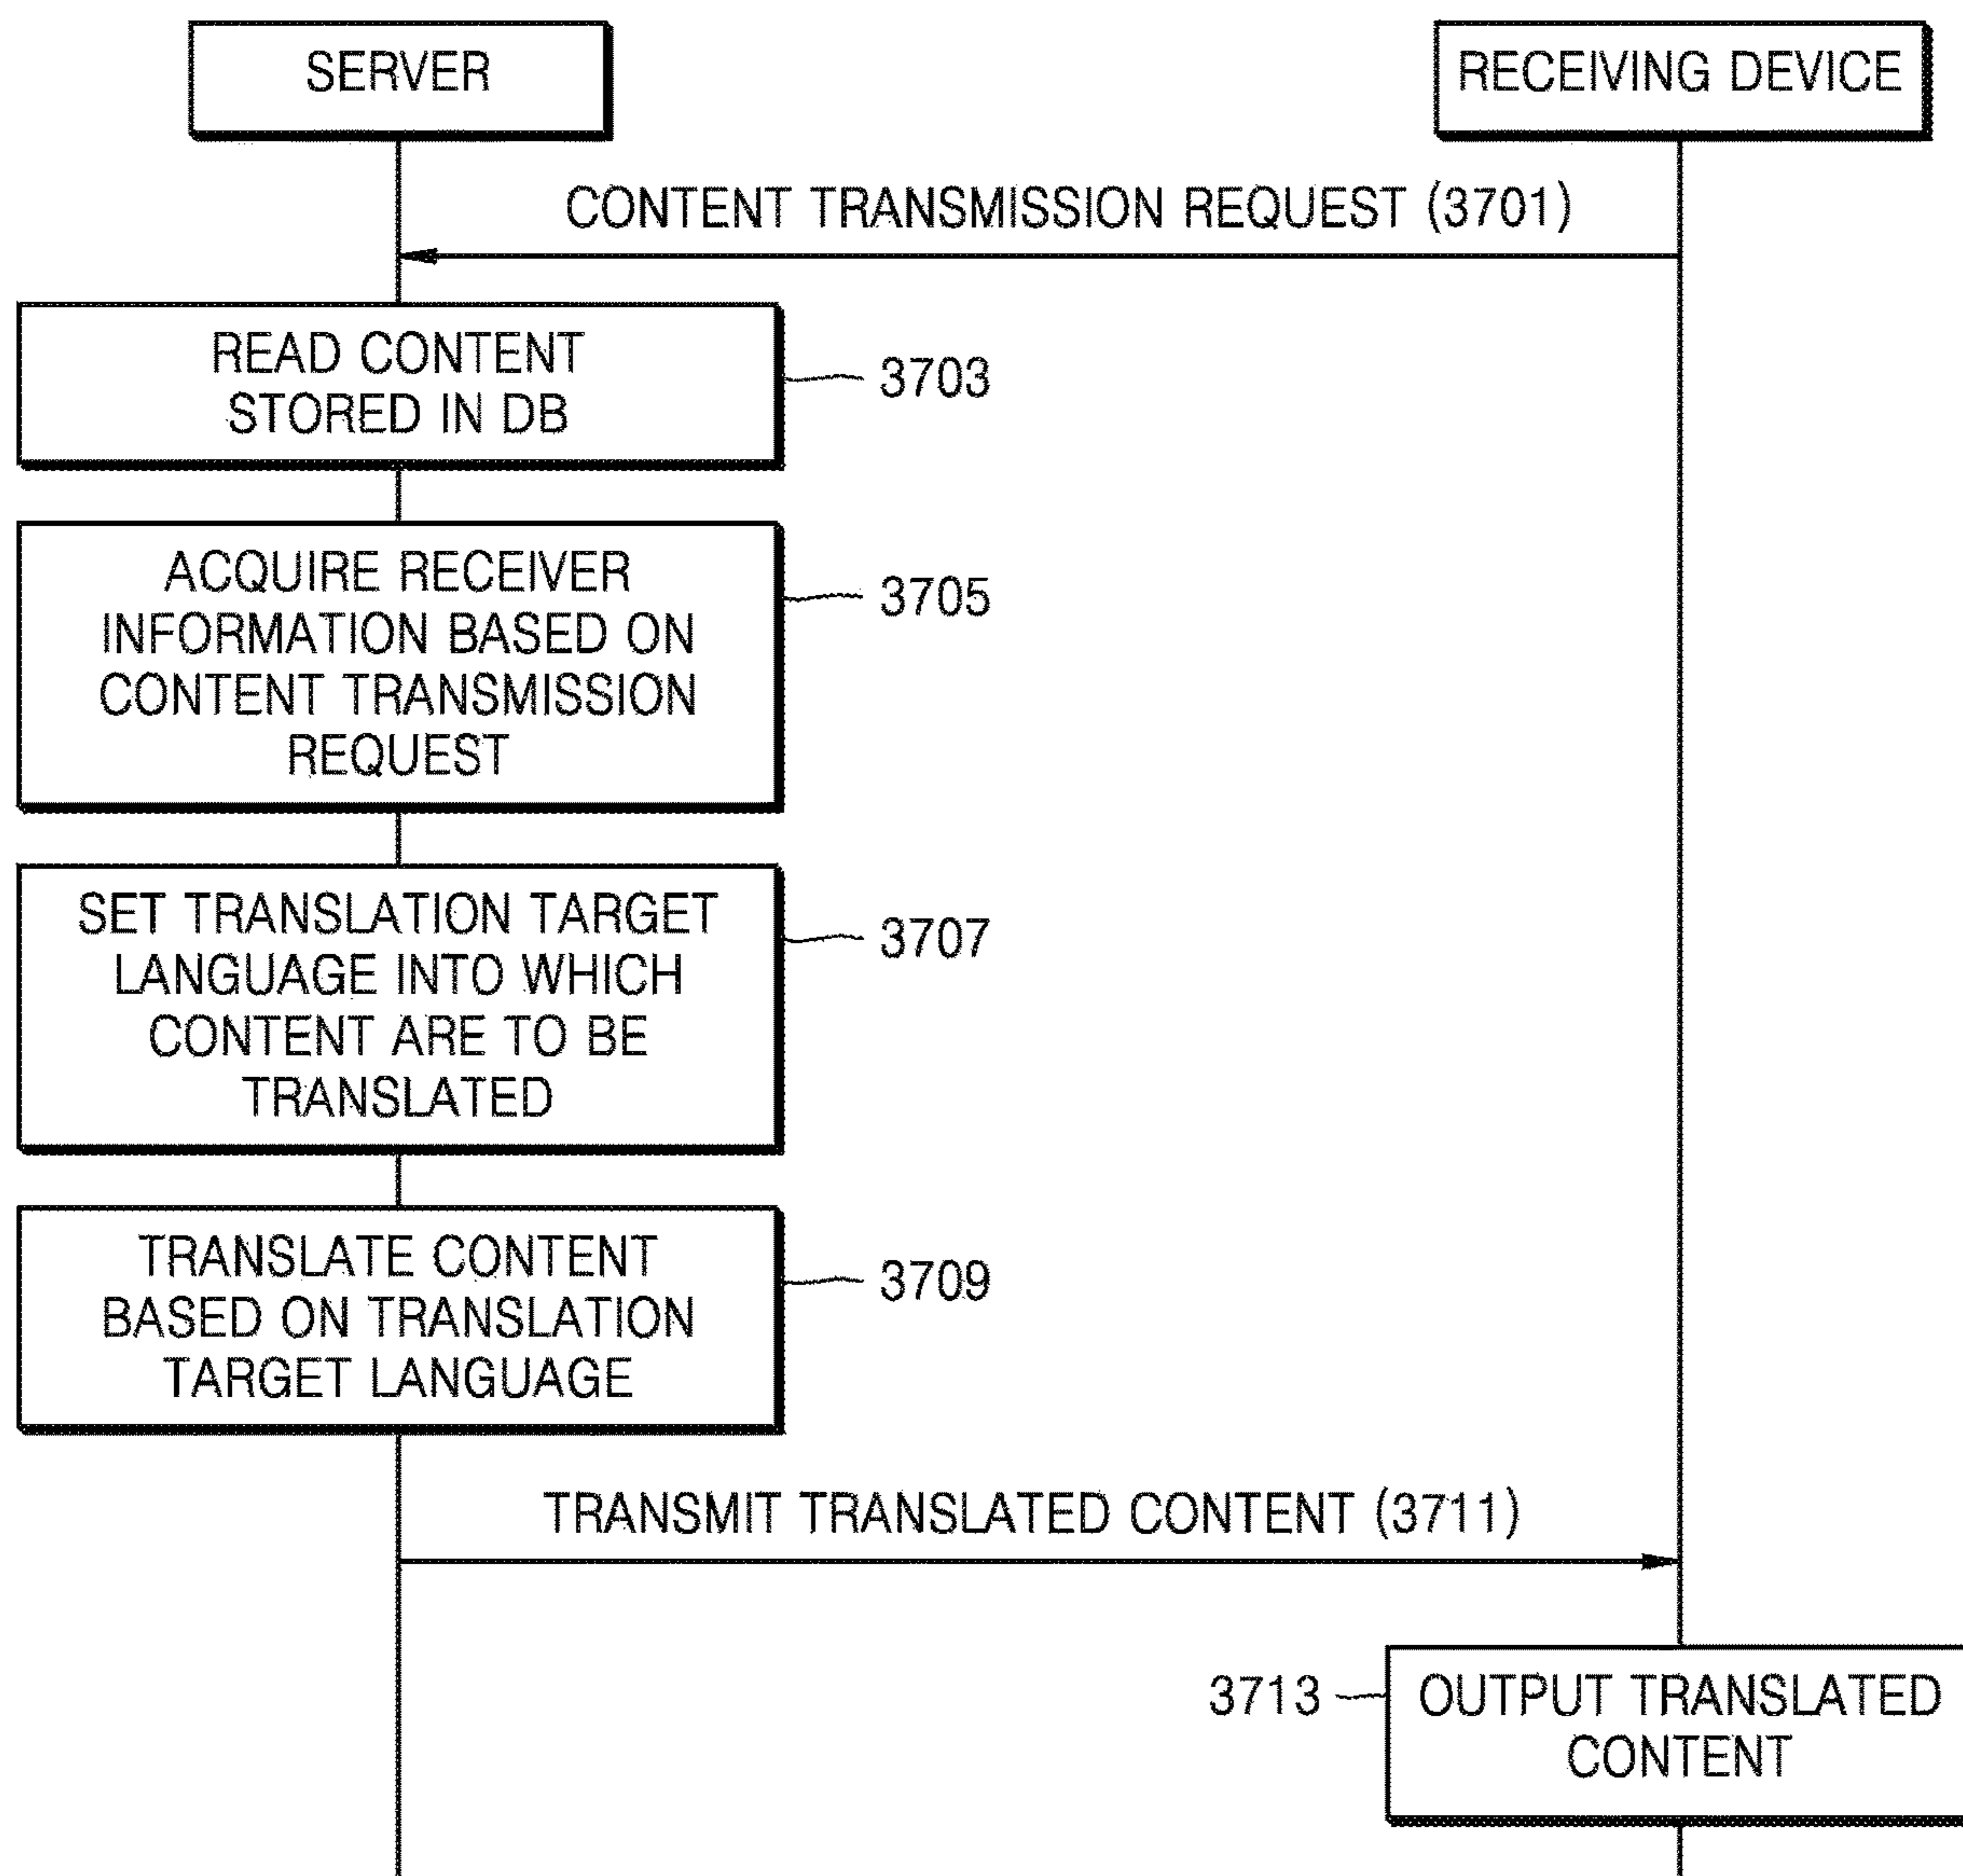 SERVER
RECEIVING DEVICE
CONTENT TRANSMISSION REQUEST (3701)
READ CONTENT
STORED IN DB
3703
ACQUIRE RECEIVER
INFORMATION BASED ON
CONTENT TRANSMISSION
REQUEST
3705
SET TRANSLATION TARGET
LANGUAGE INTO WHICH
CONTENT ARE TO BE
TRANSLATED
3707
TRANSLATE CONTENT
BASED ON TRANSLATION
TARGET LANGUAGE
3709
TRANSMIT TRANSLATED CONTENT (3711)
3713
OUTPUT TRANSLATED
CONTENT